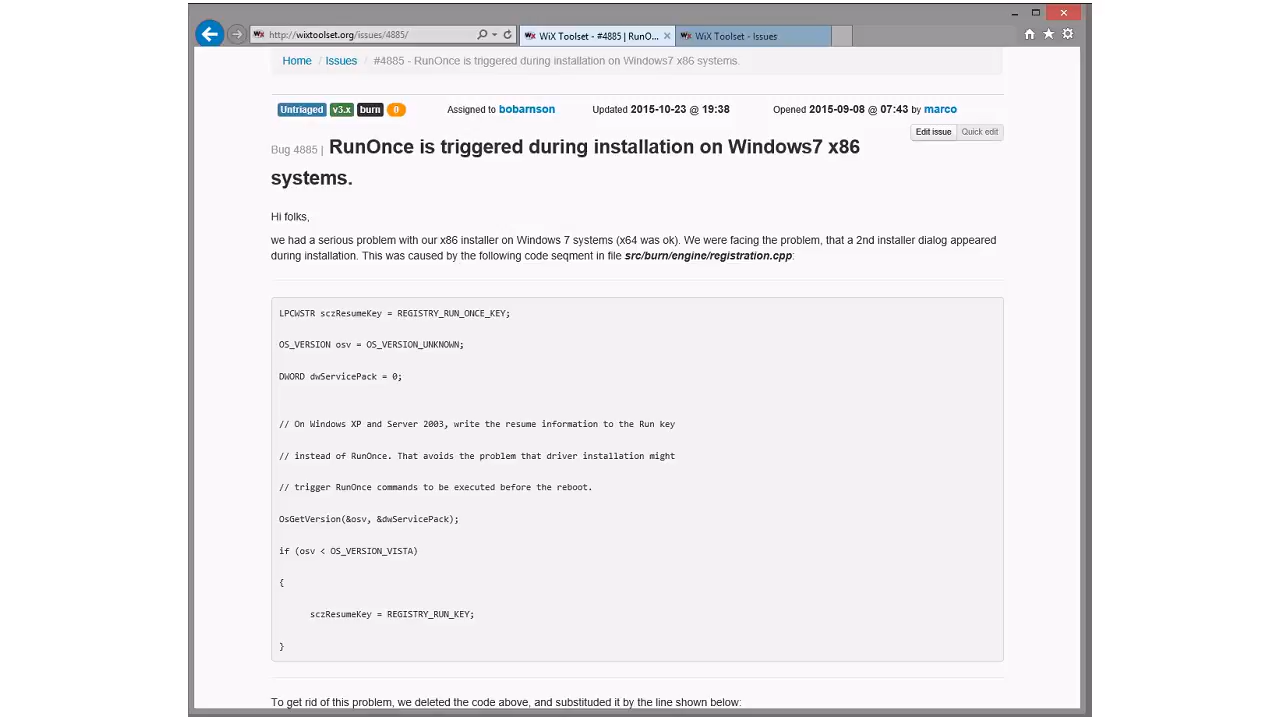 http://wixtoolset.org/issues/4885/
WiX Toolset - #4885 | RunO...
WiX Toolset - Issues
Home / Issues / #4885 - RunOnce is triggered during installation on Windows7 x86 systems.
Untriaged v3.x burn 0 Assigned to bobarnson Updated 2015-10-23 @ 19:38 Opened 2015-09-08 @ 07:43 by marco
Edit issue Quick edit
Bug 4885 | RunOnce is triggered during installation on Windows7 x86
systems.
Hi folks,
we had a serious problem with our x86 installer on Windows 7 systems (x64 was ok). We were facing the problem, that a 2nd installer dialog appeared
during installation. This was caused by the following code seqment in file src/burn/engine/registration.cpp:
LPCWSTR sczResumeKey = REGISTRY_RUN_ONCE_KEY;
OS_VERSION osv = OS_VERSION_UNKNOWN;
DWORD dwServicePack = 0;
// On Windows XP and Server 2003, write the resume information to the Run key
// instead of RunOnce. That avoids the problem that driver installation might
// trigger RunOnce commands to be executed before the reboot.
OsGetVersion(&osv, &dwServicePack);
if (osv < OS_VERSION_VISTA)
{
sczResumeKey = REGISTRY_RUN_KEY;
}
To get rid of this problem, we deleted the code above, and substituded it by the line shown below: